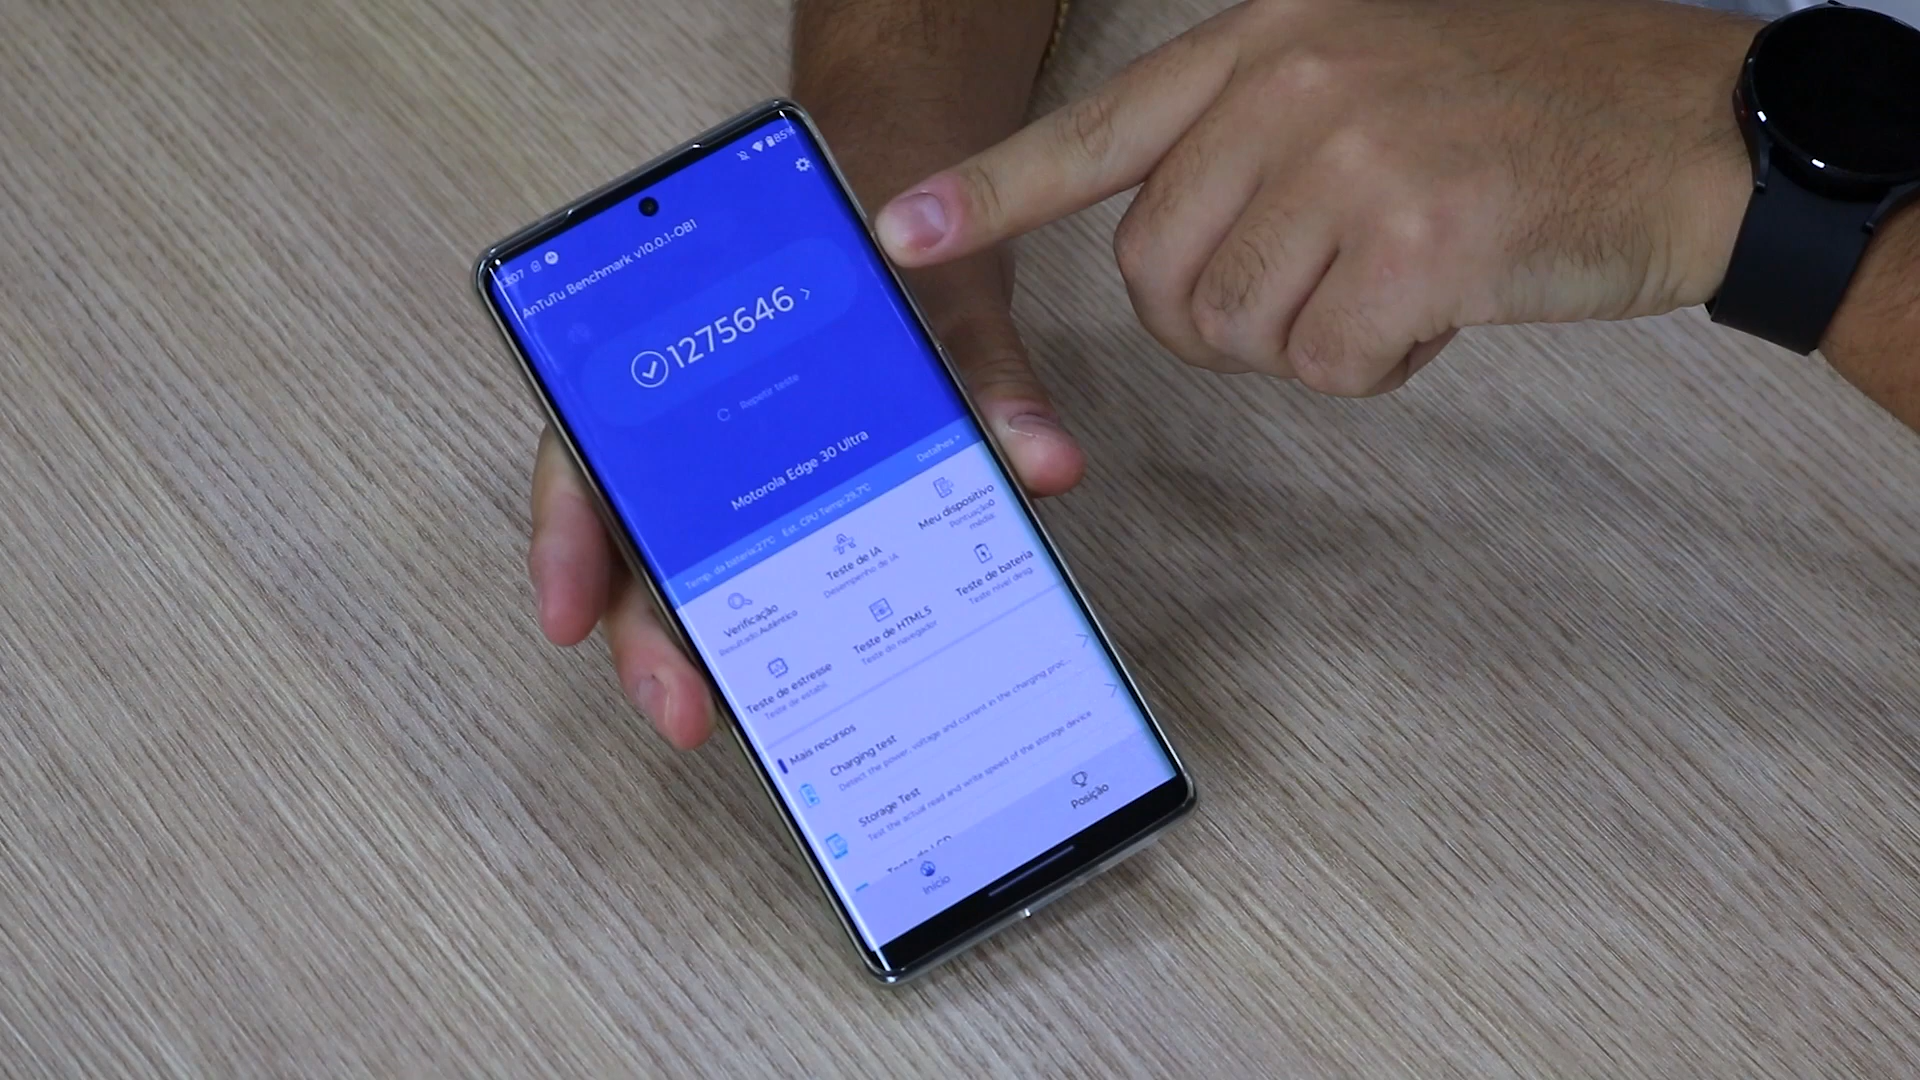 85%
AnTuTu Benchmark v10.0.1-OB1
1275646
Repetir teste
Motorola Edge 30 Ultra
Temp. da bateria:27°C Est. CPU Temp:29.7°C Detalhes >
Verificação
Resultado:Autêntico
Teste de IA
Desempenho de IA
Meu dispositivo
Pontuação
média
Teste de estresse
Teste de estabil.
Teste de HTML5
Teste do navegador
Teste de bateria
Teste nível desg.
Mais recursos
Charging test
Detect the power, voltage and current in the charging proc...
Storage Test
Test the actual read and write speed of the storage device
Início
Posição